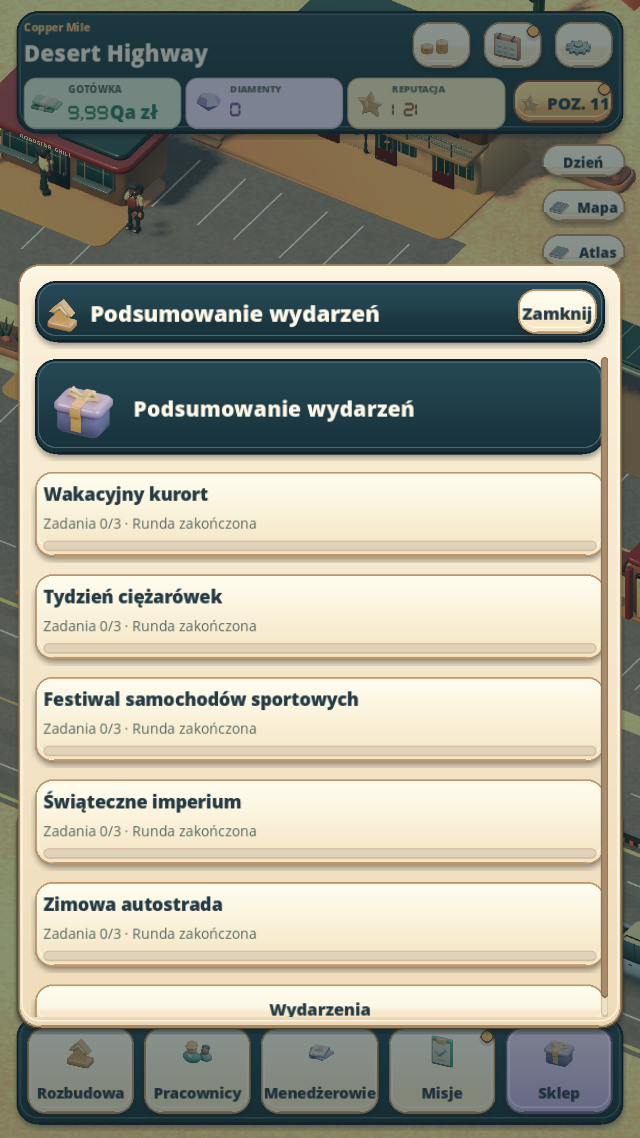 Copper Mile
Desert Highway
GOTÓWKA
9,99Qa zł
DIAMENTY
0
REPUTACJA
121
POZ. 11
ROADSTAR GRILL
Dzień
Mapa
Atlas
Podsumowanie wydarzeń
Zamknij
Podsumowanie wydarzeń
Wakacyjny kurort
Zadania 0/3 · Runda zakończona
Tydzień ciężarówek
Zadania 0/3 · Runda zakończona
Festiwal samochodów sportowych
Zadania 0/3 · Runda zakończona
Świąteczne imperium
Zadania 0/3 · Runda zakończona
Zimowa autostrada
Zadania 0/3 · Runda zakończona
Wydarzenia
Rozbudowa
Pracownicy
Menedżerowie
Misje
Sklep